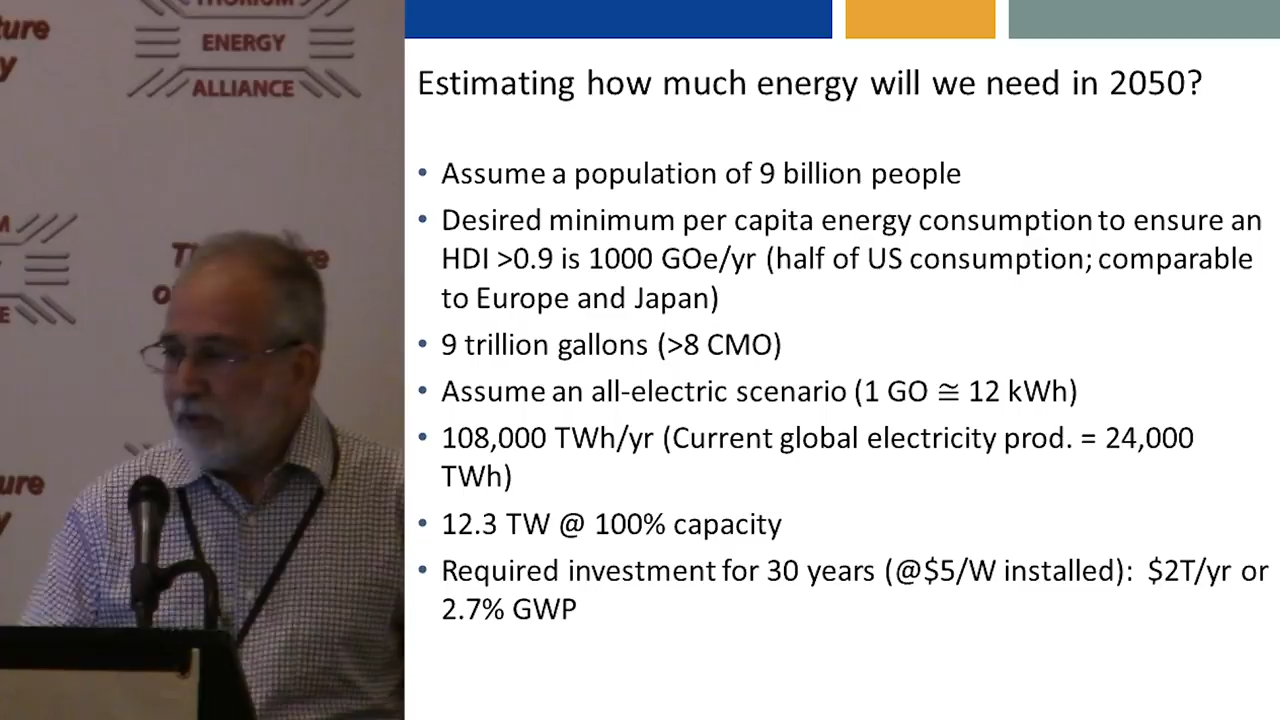 ture
y
THORIUM
ENERGY
ALLIANCE
Estimating how much energy will we need in 2050?
• Assume a population of 9 billion people
• Desired minimum per capita energy consumption to ensure an
HDI >0.9 is 1000 GOe/yr (half of US consumption; comparable
to Europe and Japan)
• 9 trillion gallons (>8 CMO)
• Assume an all-electric scenario (1 GO ≅ 12 kWh)
• 108,000 TWh/yr (Current global electricity prod. = 24,000
TWh)
• 12.3 TW @ 100% capacity
• Required investment for 30 years (@$5/W installed): $2T/yr or
2.7% GWP
M
E
ure
y